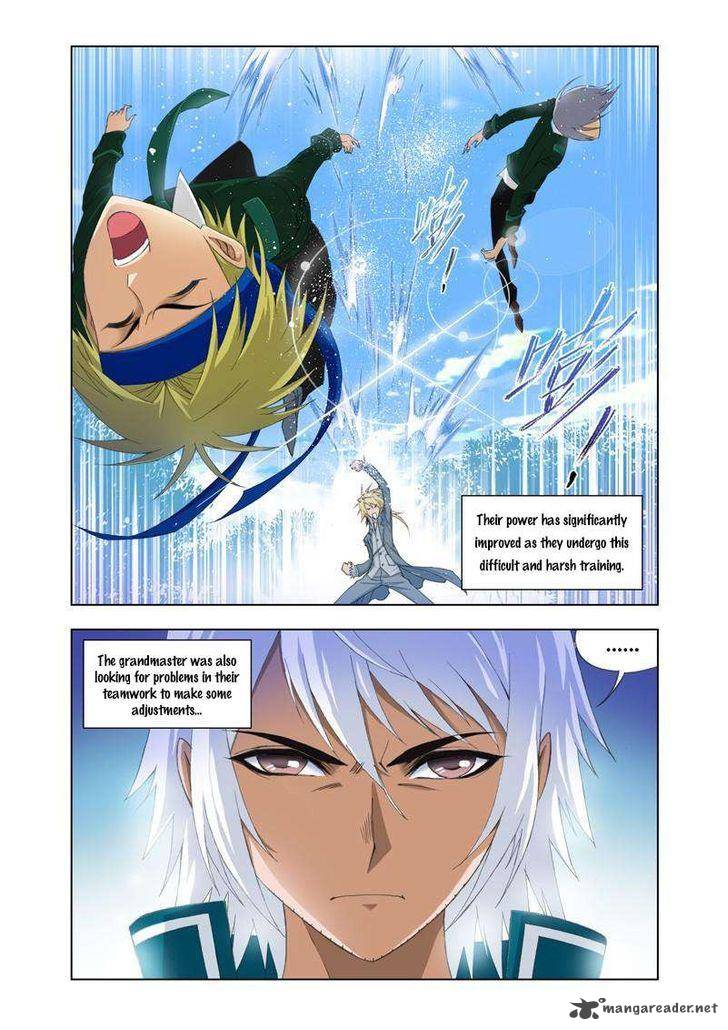 嘭
嘭
Their power has significantly
improved as they undergo this
difficult and harsh training.
The grandmaster was also
looking for problems in their
teamwork to make some
adjustments...
......
mangareader.net